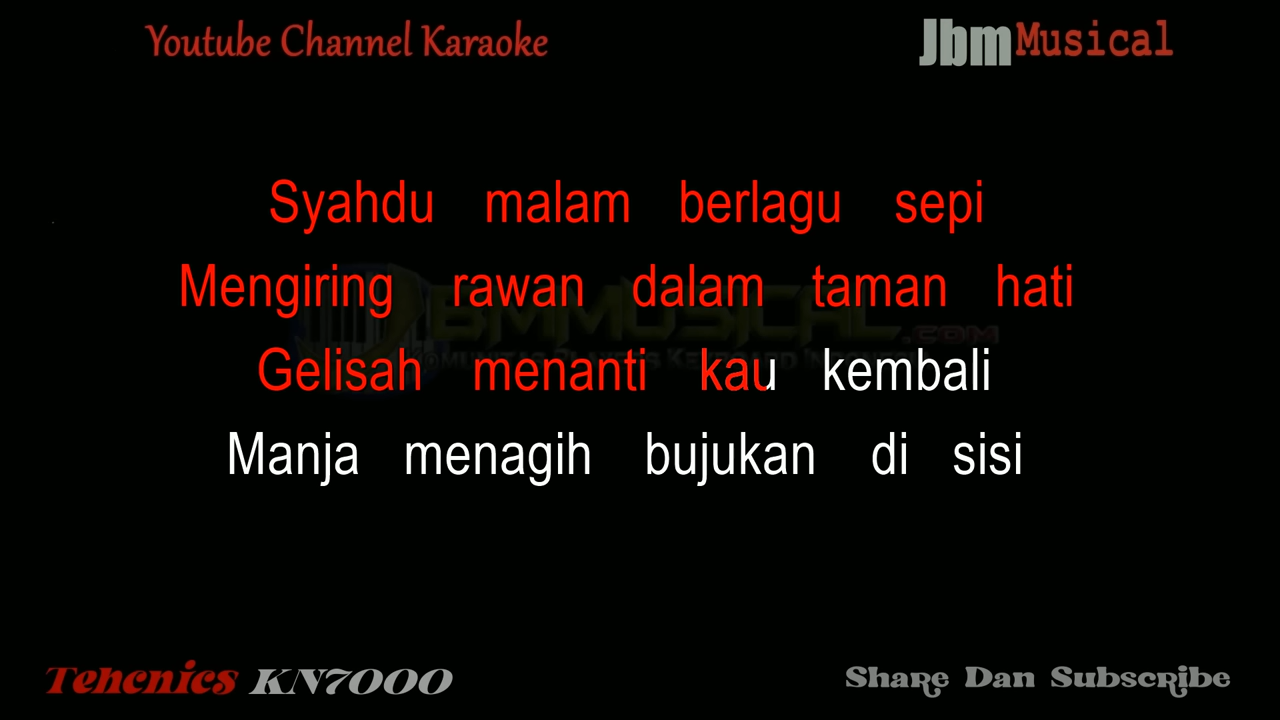 Youtube Channel Karaoke JbmMusical
Syahdu malam berlagu sepi
Mengiring rawan dalam taman hati
Gelisah menanti kau kembali
Manja menagih bujukan di sisi
Tehcnics KN7000 Share Dan Subscribe